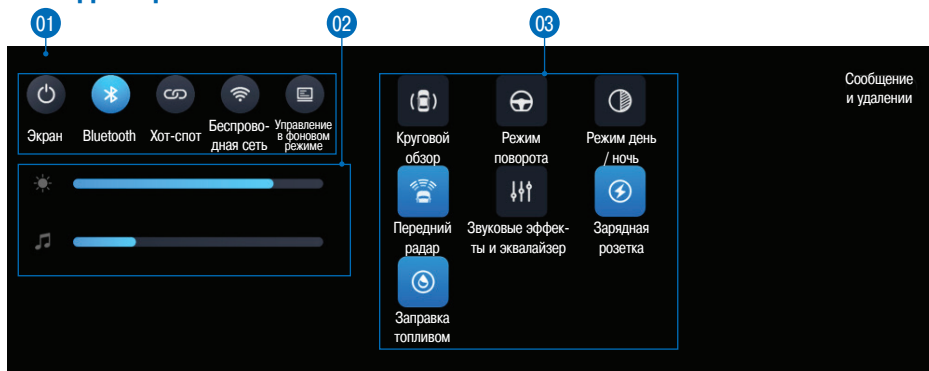 01
02
03
Экран
Bluetooth
Хот-спот
Беспрово-
дная сеть
Управление
в фоновом
режиме
Круговой
обзор
Режим
поворота
Режим день
/ ночь
Передний
радар
Звуковые эффек-
ты и эквалайзер
Зарядная
розетка
Заправка
топливом
Сообщение
и удалении